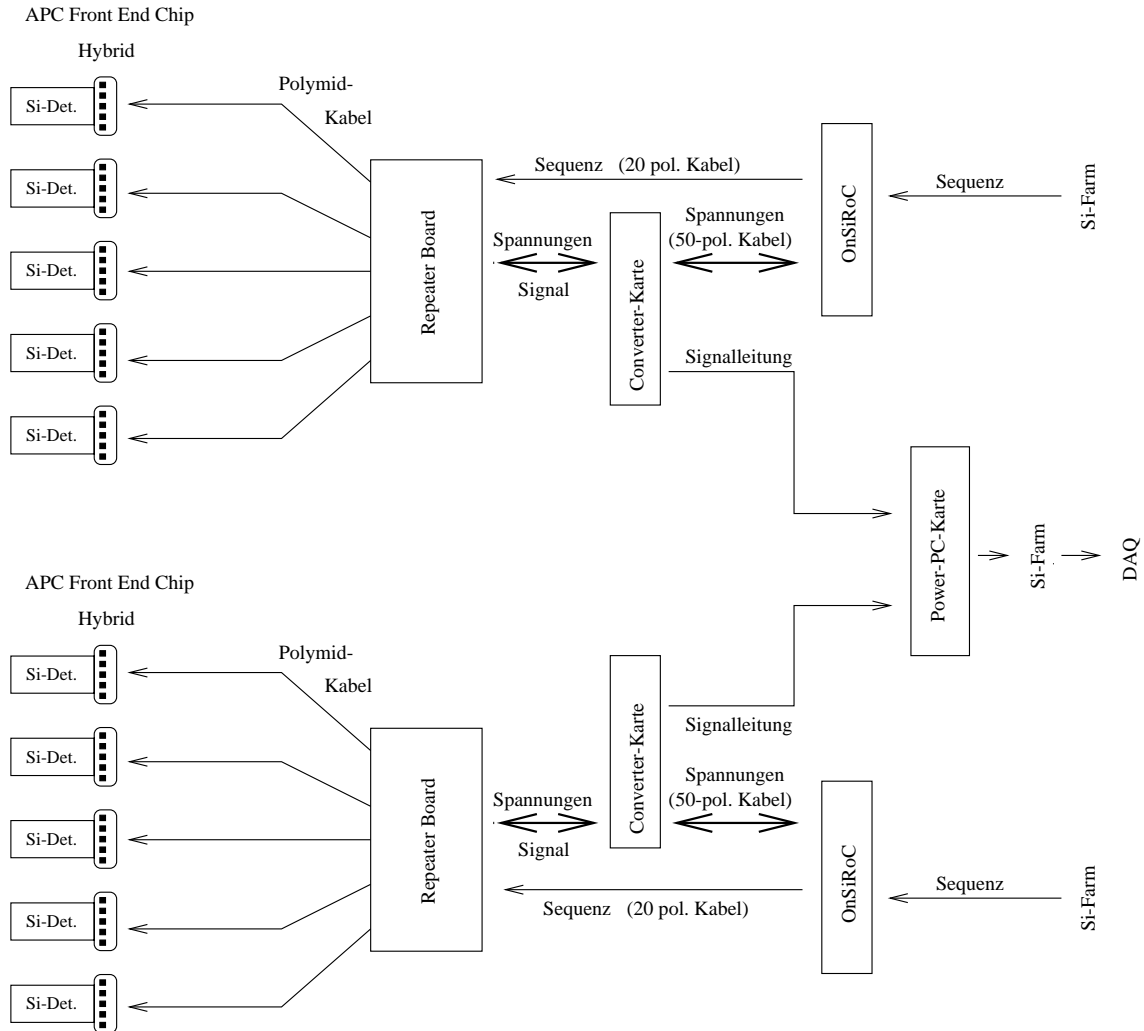 APC Front End Chip
Hybrid
Si-Det.
Si-Det.
Si-Det.
Si-Det.
Si-Det.
Polymid-
Kabel
Repeater Board
Sequenz (20 pol. Kabel)
Spannungen
Signal
Converter-Karte
Spannungen
(50-pol. Kabel)
OnSiRoC
Sequenz
Si-Farm
Signalleitung
Power-PC-Karte
Si-Farm
DAQ
APC Front End Chip
Hybrid
Si-Det.
Si-Det.
Si-Det.
Si-Det.
Si-Det.
Polymid-
Kabel
Repeater Board
Spannungen
Signal
Converter-Karte
Signalleitung
Spannungen
(50-pol. Kabel)
Sequenz (20 pol. Kabel)
OnSiRoC
Sequenz
Si-Farm